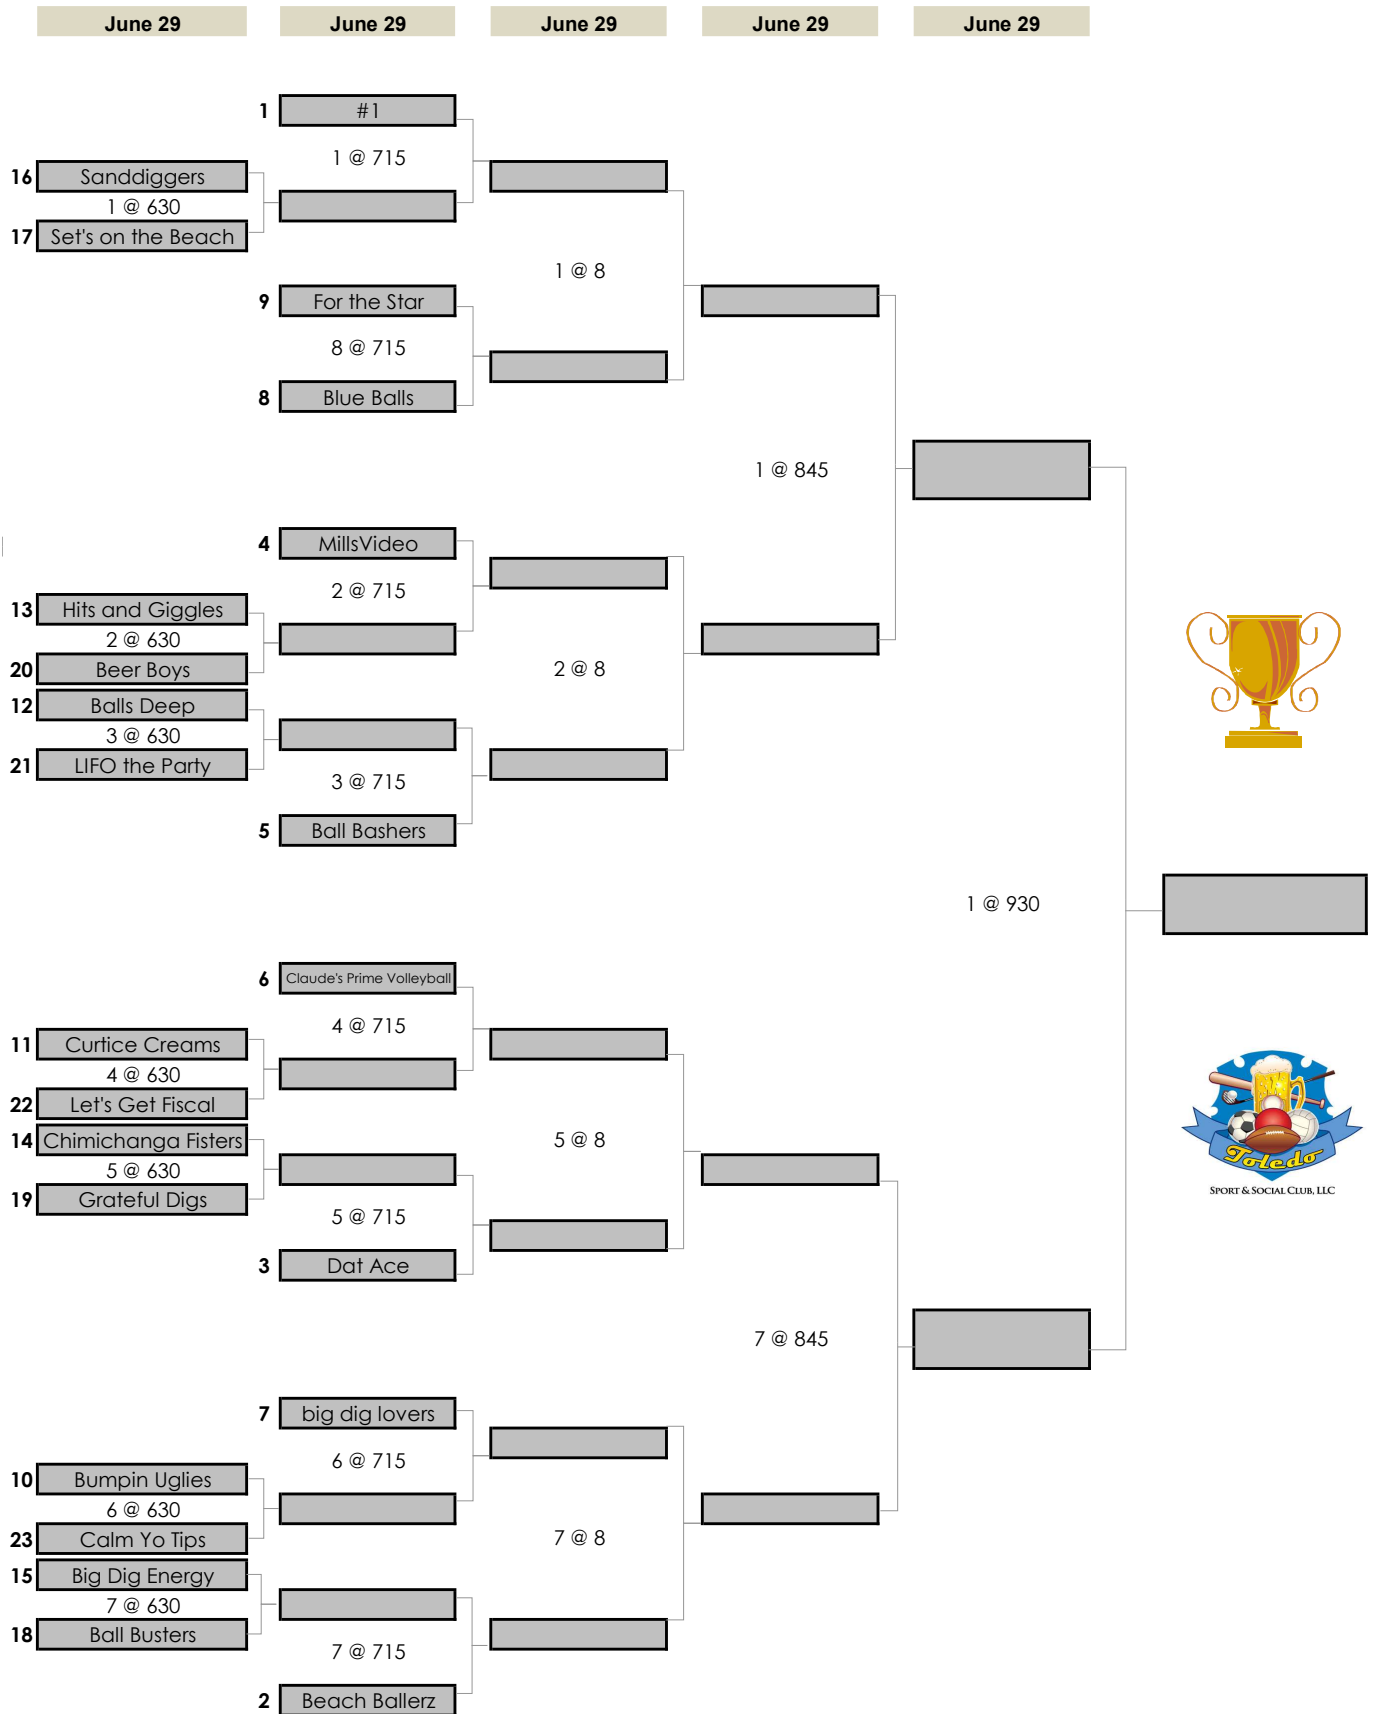 June 29 June 29 June 29 June 29 June 29
1 #1
1 @ 715
16 Sanddiggers
1 @ 630
17 Set's on the Beach
1 @ 8
9 For the Star
8 @ 715
8 Blue Balls
1 @ 845
4 MillsVideo
2 @ 715
13 Hits and Giggles
2 @ 630
20 Beer Boys
2 @ 8
12 Balls Deep
3 @ 630
21 LIFO the Party
3 @ 715
5 Ball Bashers
1 @ 930
6 Claude's Prime Volleyball
4 @ 715
11 Curtice Creams
4 @ 630
22 Let's Get Fiscal
14 Chimichanga Fisters
5 @ 8
5 @ 630
19 Grateful Digs
5 @ 715
3 Dat Ace
Toledo
SPORT & SOCIAL CLUB, LLC
7 @ 845
7 big dig lovers
6 @ 715
10 Bumpin Uglies
6 @ 630
23 Calm Yo Tips
7 @ 8
15 Big Dig Energy
7 @ 630
18 Ball Busters
7 @ 715
2 Beach Ballerz